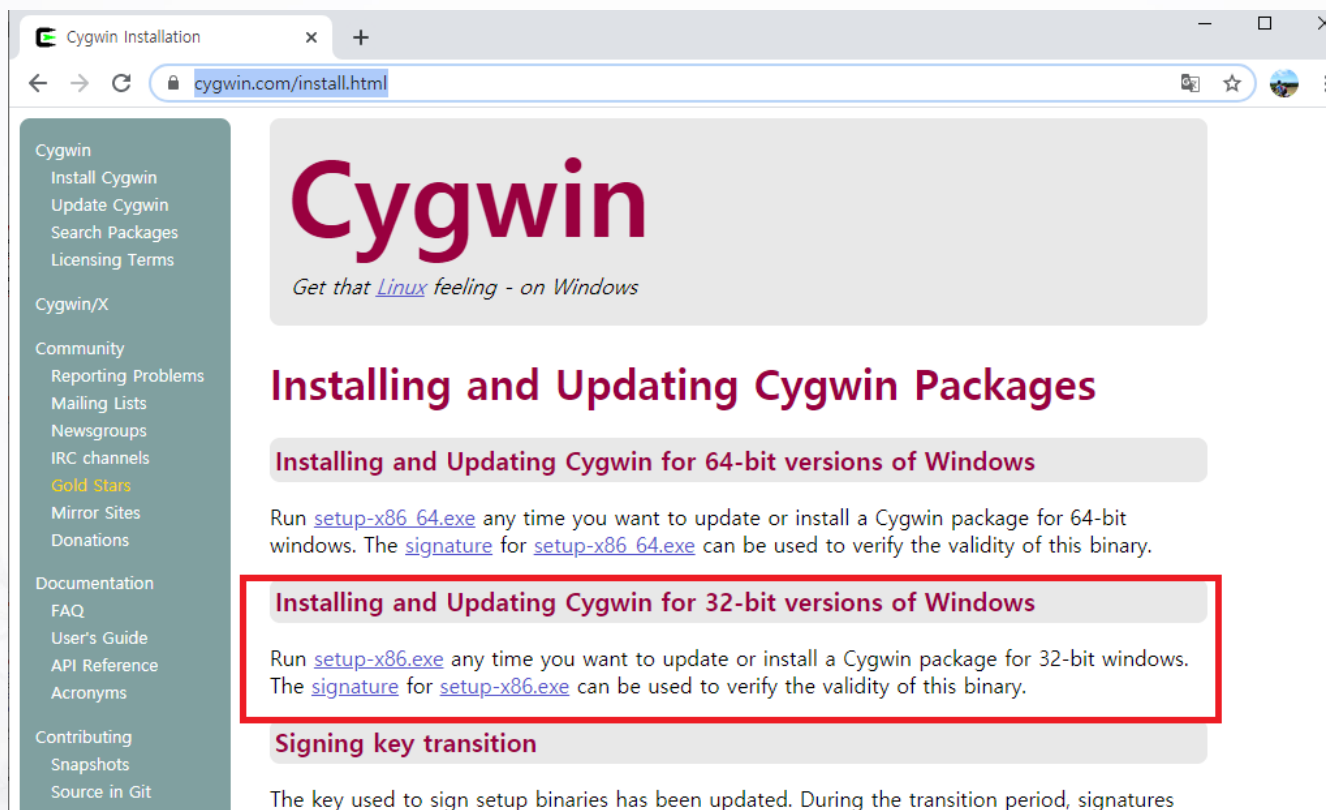 Cygwin Installation
cygwin.com/install.html
Cygwin
Install Cygwin
Update Cygwin
Search Packages
Licensing Terms
Cygwin/X
Community
Reporting Problems
Mailing Lists
Newsgroups
IRC channels
Gold Stars
Mirror Sites
Donations
Documentation
FAQ
User's Guide
API Reference
Acronyms
Contributing
Snapshots
Source in Git
Cygwin
Get that Linux feeling - on Windows
Installing and Updating Cygwin Packages
Installing and Updating Cygwin for 64-bit versions of Windows
Run setup-x86_64.exe any time you want to update or install a Cygwin package for 64-bit
windows. The signature for setup-x86_64.exe can be used to verify the validity of this binary.
Installing and Updating Cygwin for 32-bit versions of Windows
Run setup-x86.exe any time you want to update or install a Cygwin package for 32-bit windows.
The signature for setup-x86.exe can be used to verify the validity of this binary.
Signing key transition
The key used to sign setup binaries has been updated. During the transition period, signatures